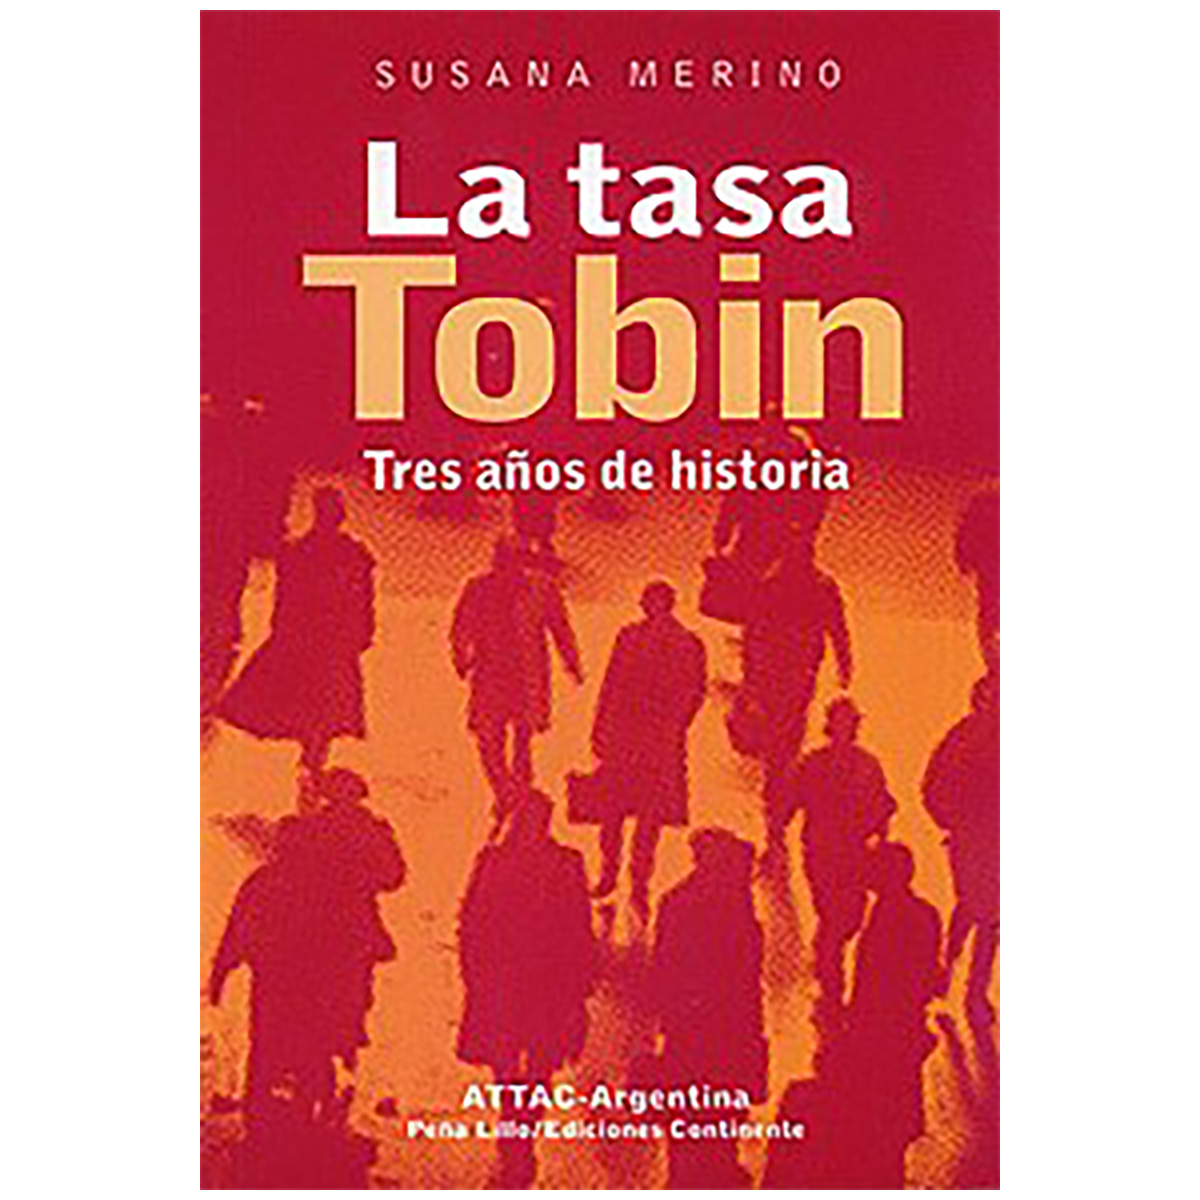 SUSANA MERINO
La tasa
Tobin
Tres años de historia
ATTAC-Argentina
Peña Lillo/Ediciones Continente